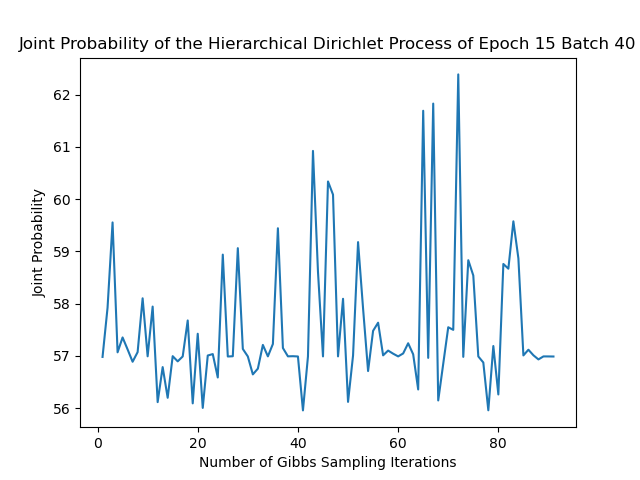 Joint Probability of the Hierarchical Dirichlet Process of Epoch 15 Batch 40
Joint Probability
62
61
60
59
58
57
56
0 20 40 60 80
Number of Gibbs Sampling Iterations